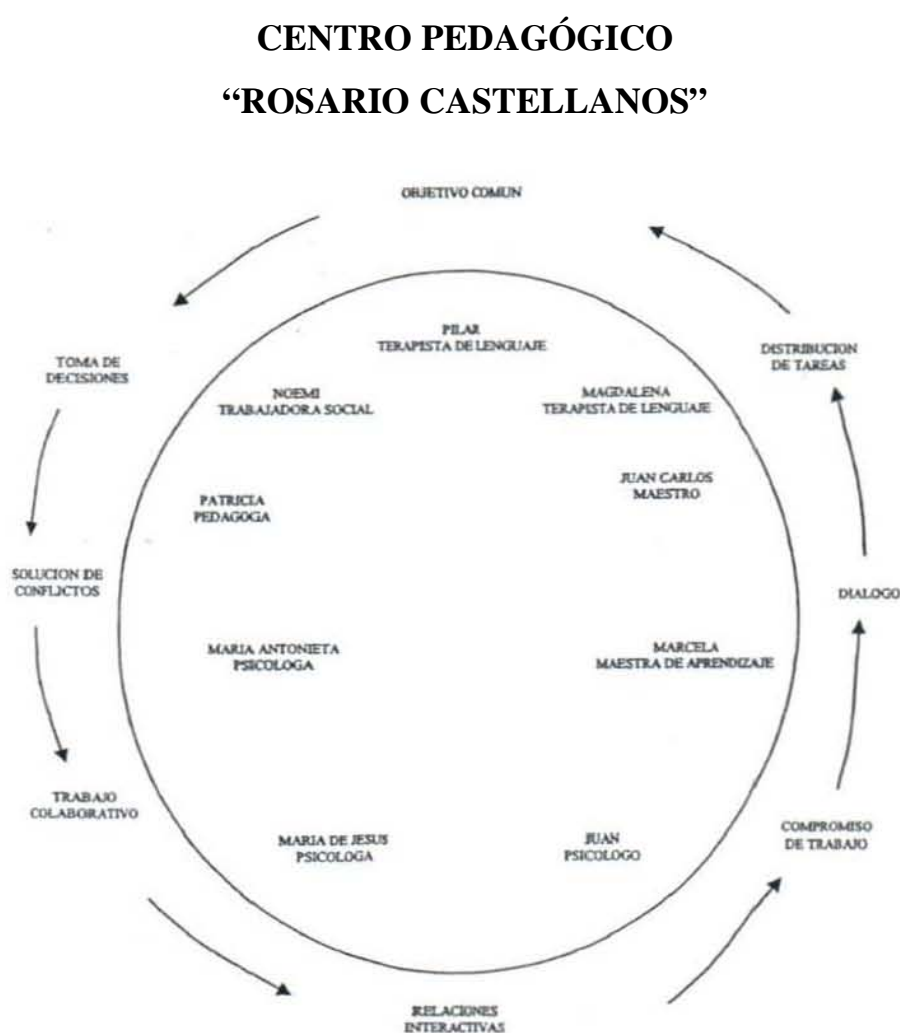 CENTRO PEDAGÓGICO
“ROSARIO CASTELLANOS”
OBJETIVO COMUN
PILAR
TERAPISTA DE LENGUAJE
TOMA DE
DECISIONES
DISTRIBUCION
DE TAREAS
NOEMI
TRABAJADORA SOCIAL
MAGDALENA
TERAPISTA DE LENGUAJE
PATRICIA
PEDAGOGA
JUAN CARLOS
MAESTRO
SOLUCION DE
CONFLICTOS
DIALOGO
MARIA ANTONIETA
PSICOLOGA
MARCELA
MAESTRA DE APRENDIZAJE
TRABAJO
COLABORATIVO
COMPROMISO
DE TRABAJO
MARIA DE JESUS
PSICOLOGA
JUAN
PSICOLOGO
RELACIONES
INTERACTIVAS